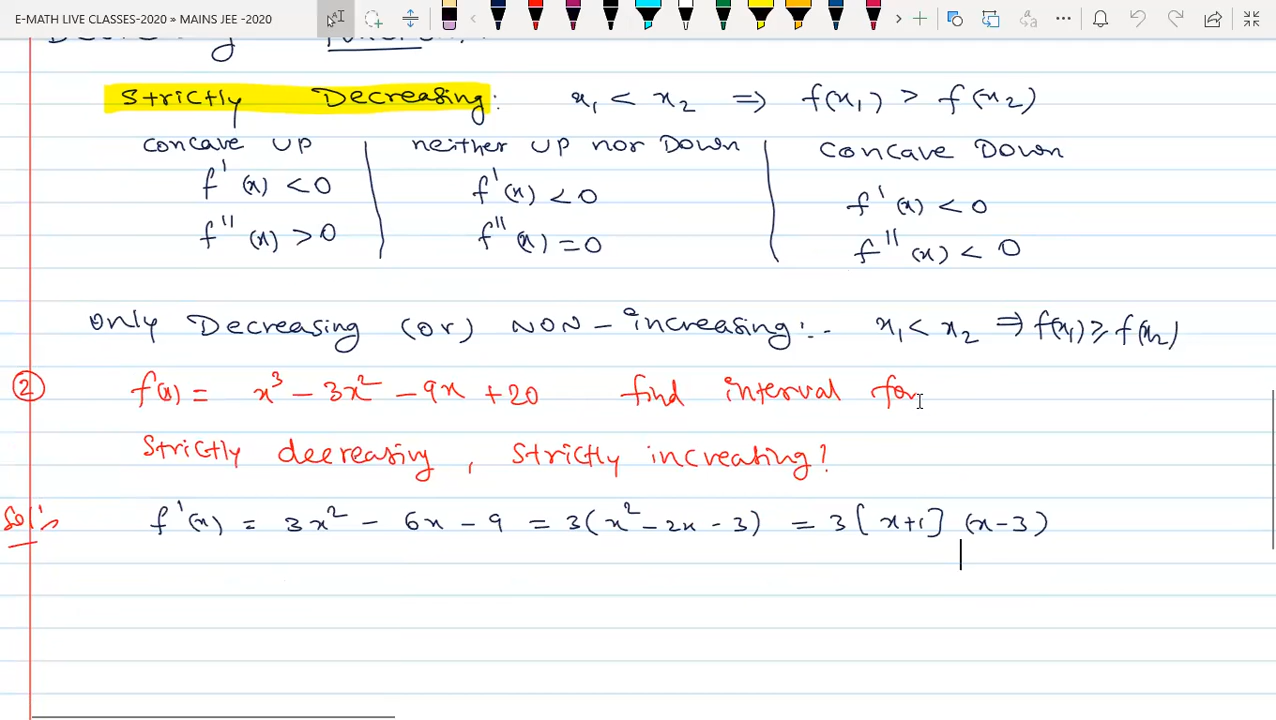 E-MATH LIVE CLASSES-2020 » MAINS JEE -2020
Strictly Decreasing: x₁ < x₂ ⇒ f(x₁) > f(x₂)
concave up | neither up nor Down | concave Down
f'(x) < 0 | f'(x) < 0 | f'(x) < 0
f''(x) > 0 | f''(x) = 0 | f''(x) < 0
Only Decreasing (or) NON-increasing:- x₁ < x₂ ⇒ f(x₁) ≥ f(x₂)
② f(x) = x³ - 3x² - 9x + 20 find interval for
Strictly decreasing, Strictly increasing?
f'(x) = 3x² - 6x - 9 = 3(x² - 2x - 3) = 3[x+1] (x-3)